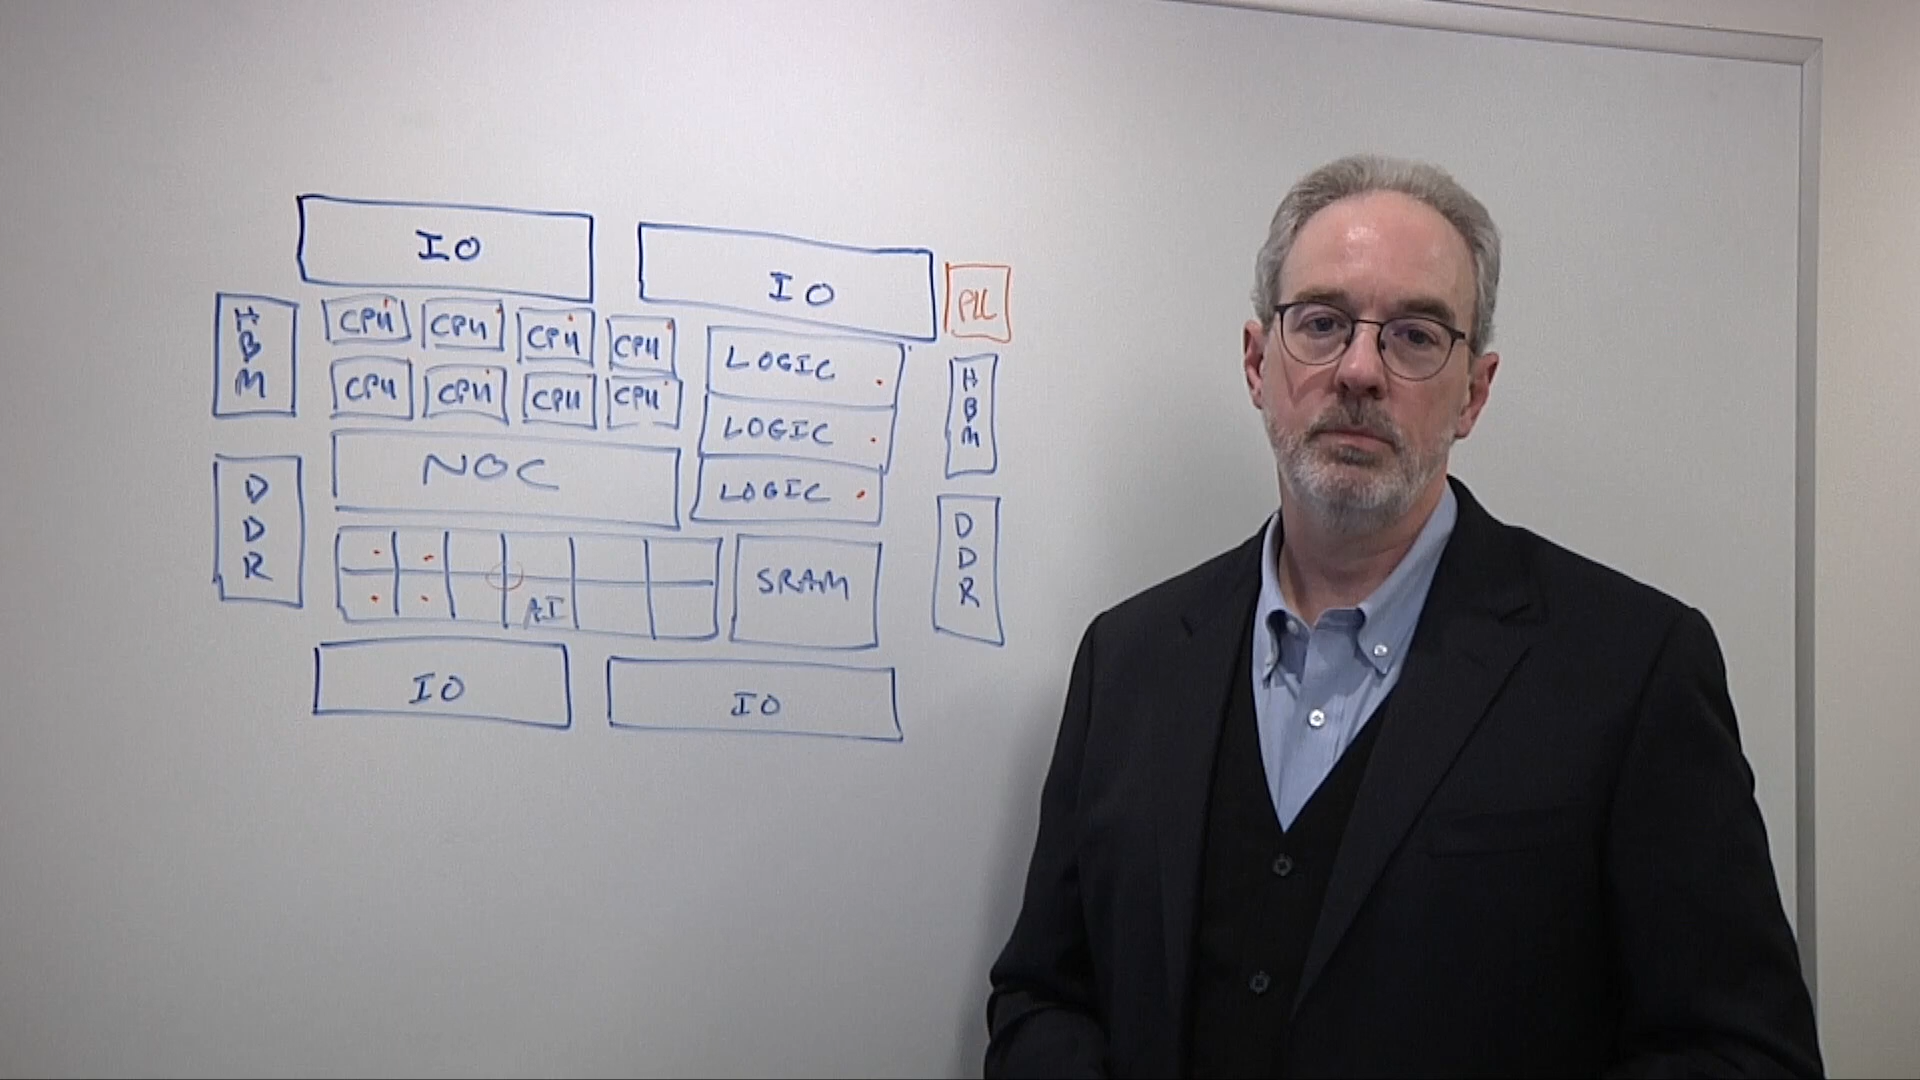 IO
IO
PLL
HBM
CPU CPU CPU CPU
LOGIC
HBM
CPU CPU CPU CPU
LOGIC
NOC
LOGIC
DDR
DDR
AI
SRAM
IO
IO